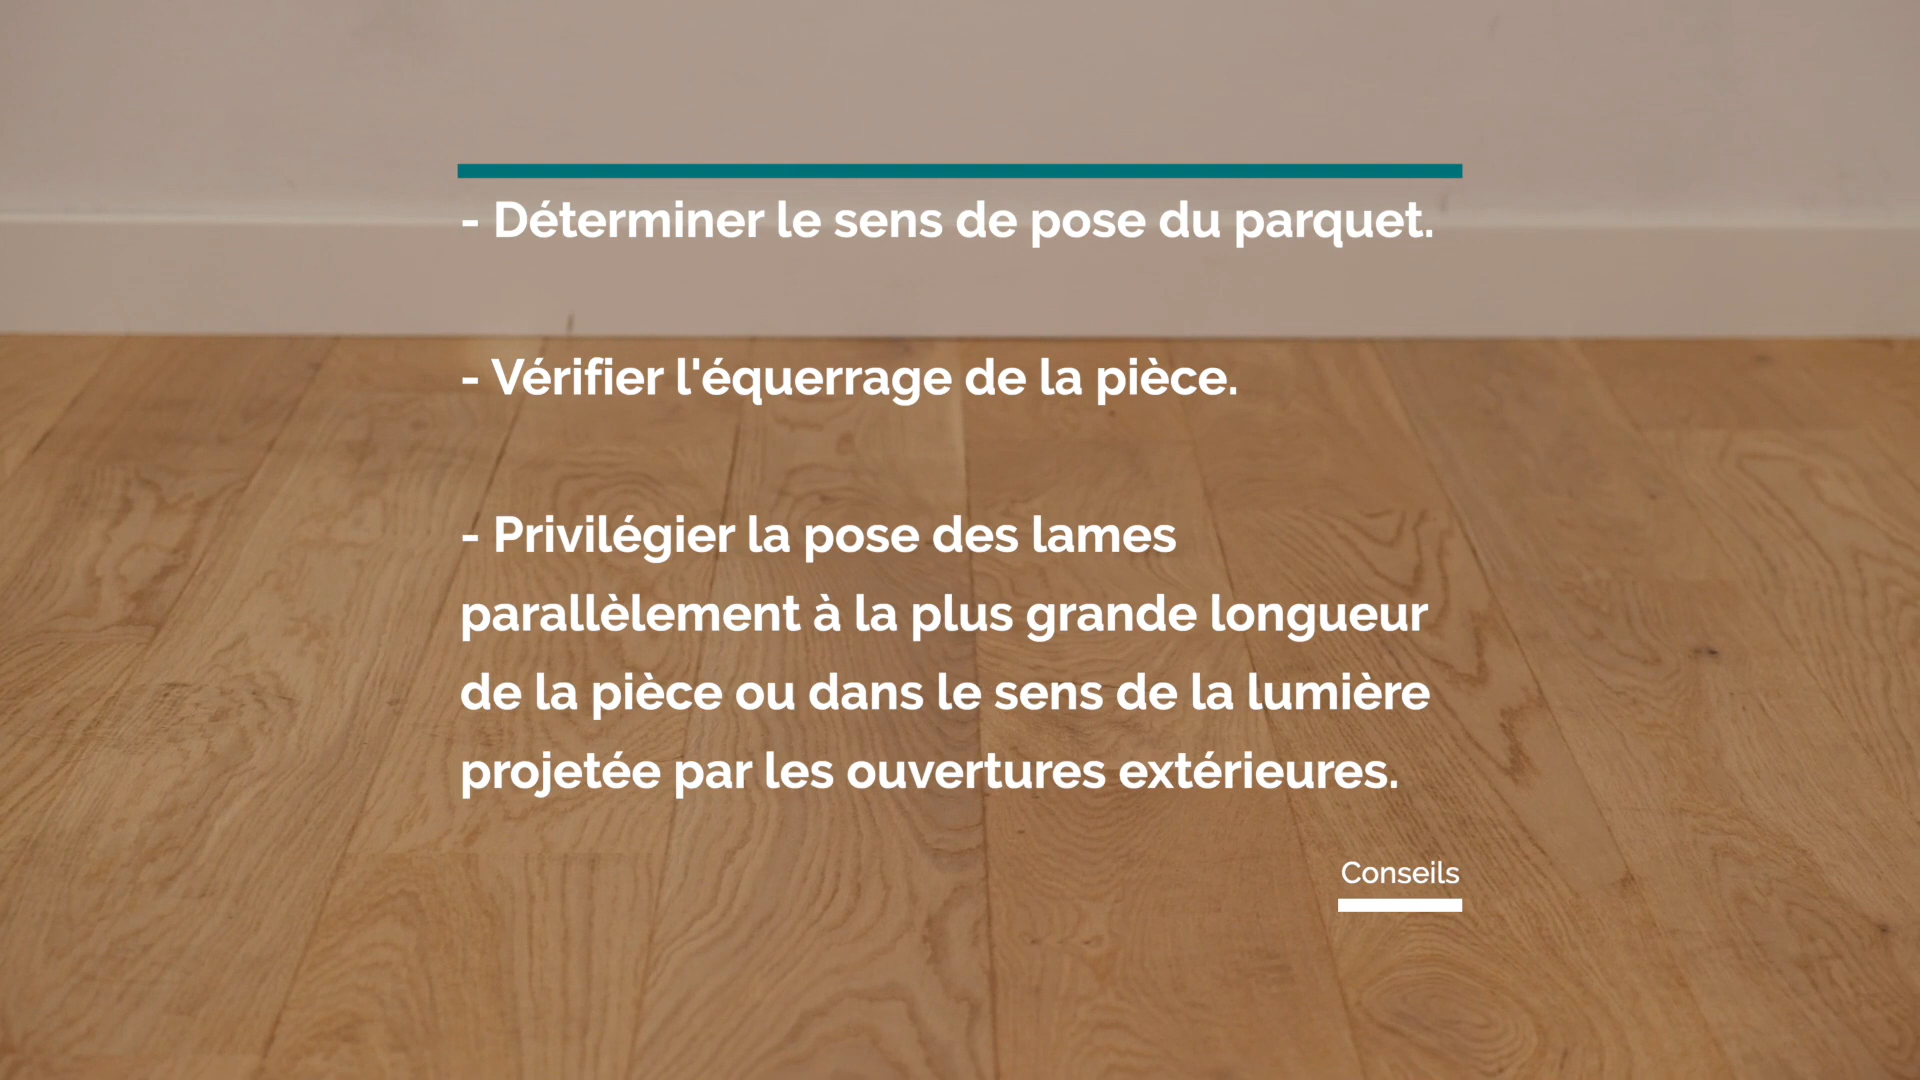 - Déterminer le sens de pose du parquet.
- Vérifier l'équerrage de la pièce.
- Privilégier la pose des lames
parallèlement à la plus grande longueur
de la pièce ou dans le sens de la lumière
projetée par les ouvertures extérieures.
Conseils